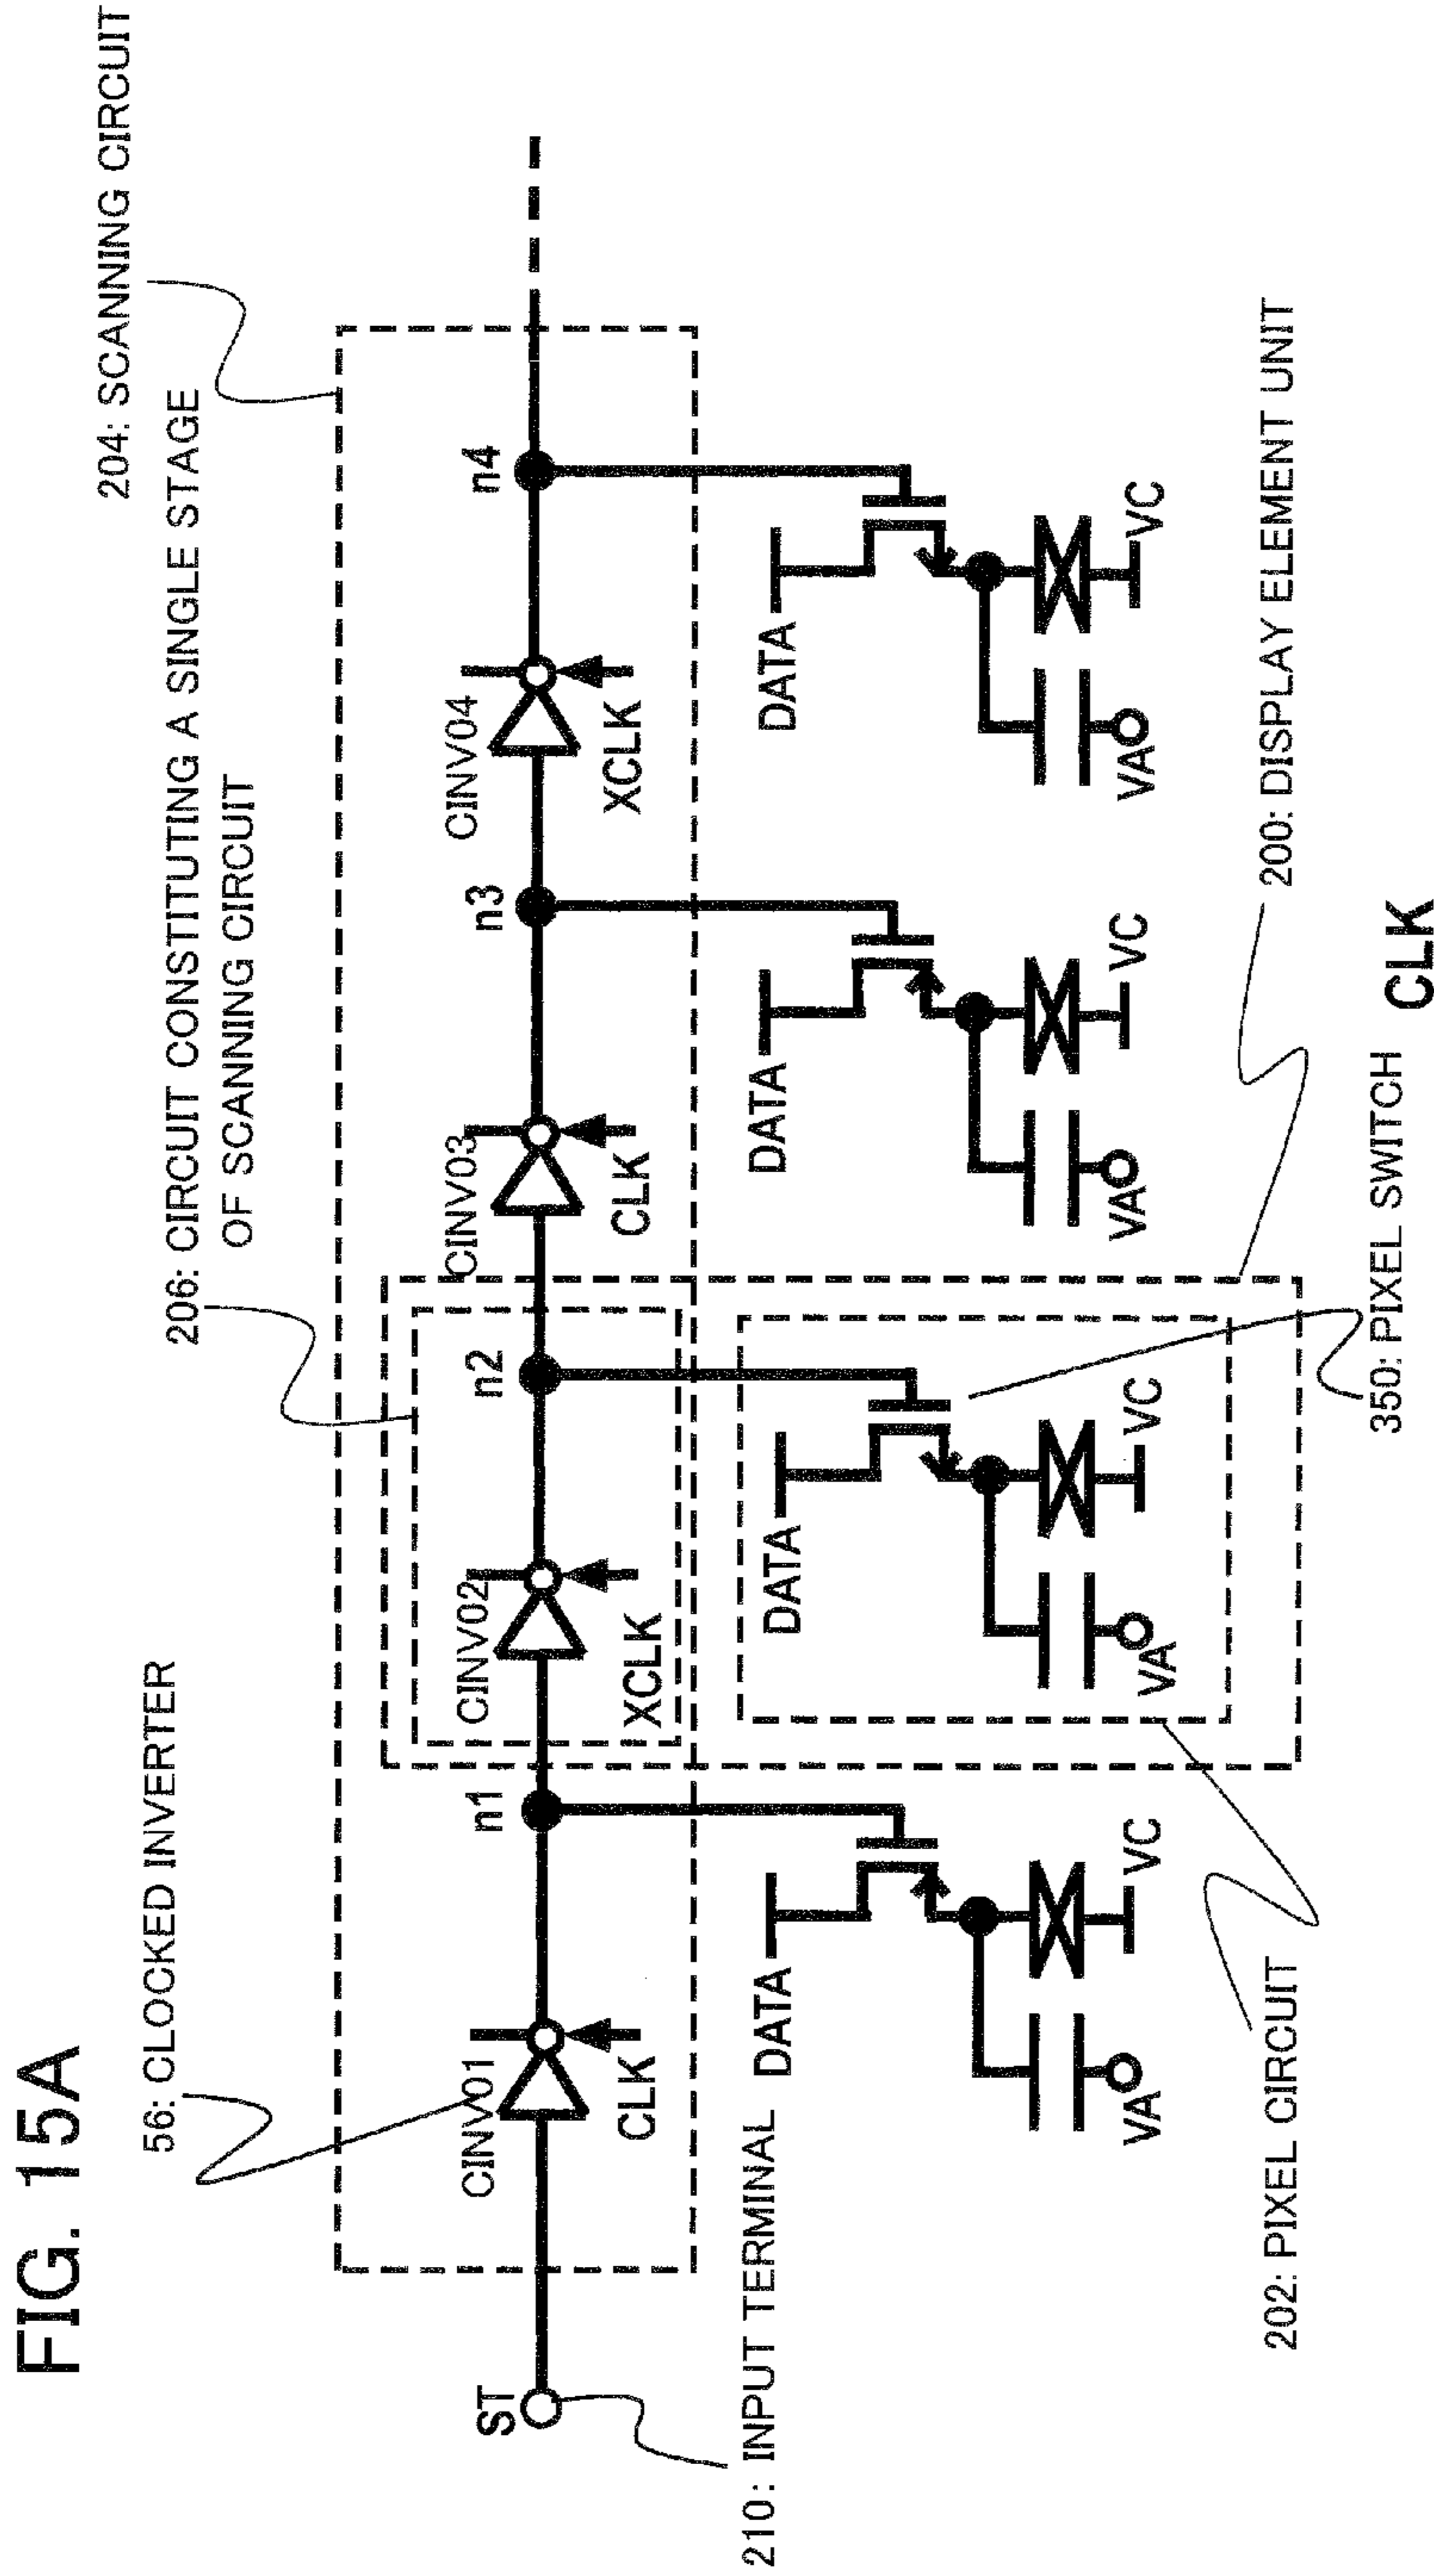 FIG. 15A
204: SCANNING CIRCUIT
206: CIRCUIT CONSTITUTING A SINGLE STAGE
OF SCANNING CIRCUIT
56: CLOCKED INVERTER
ST
CINV01
CLK
n1
CINV02
XCLK
n2
CINV03
CLK
n3
CINV04
XCLK
n4
210: INPUT TERMINAL
DATA
VA
VC
DATA
VA
VC
DATA
VA
VC
DATA
VA
VC
202: PIXEL CIRCUIT
200: DISPLAY ELEMENT UNIT
350: PIXEL SWITCH
CLK